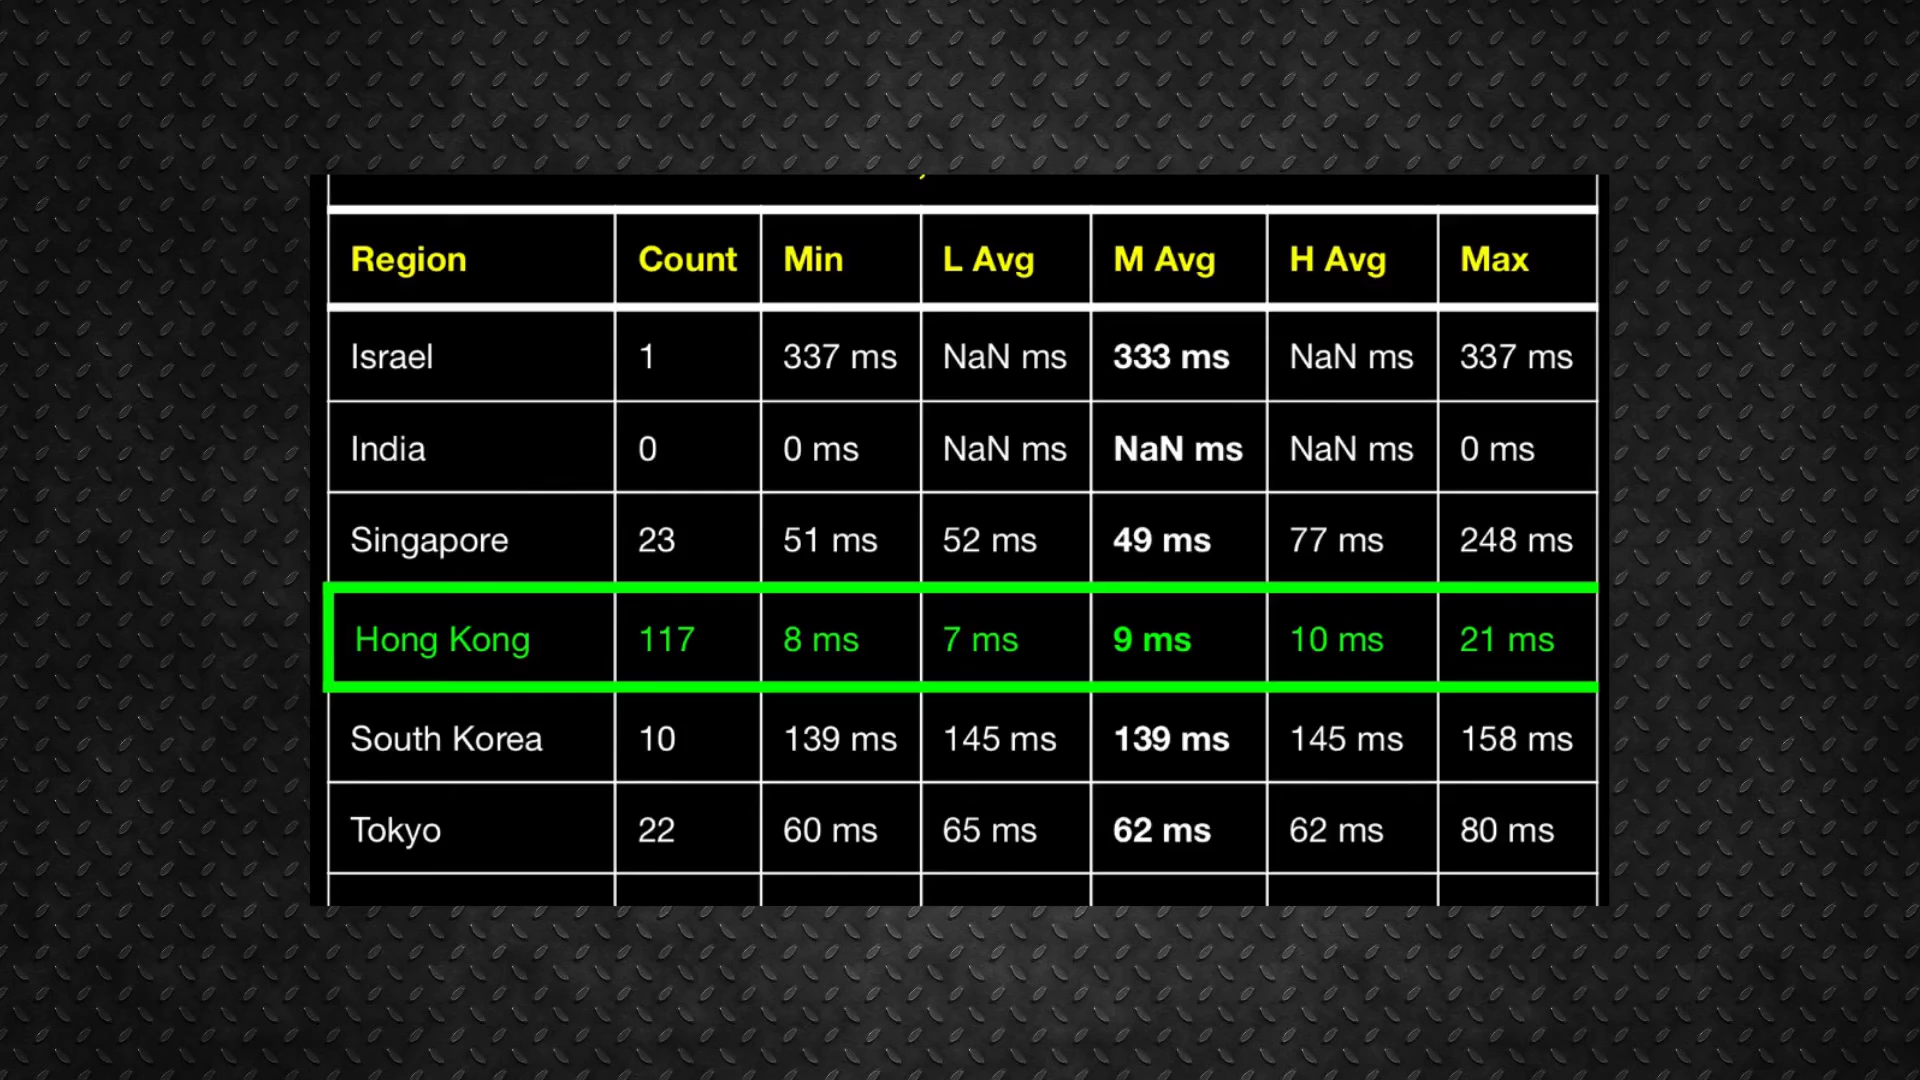 Region Count Min L Avg M Avg H Avg Max
Israel 1 337 ms NaN ms 333 ms NaN ms 337 ms
India 0 0 ms NaN ms NaN ms NaN ms 0 ms
Singapore 23 51 ms 52 ms 49 ms 77 ms 248 ms
Hong Kong 117 8 ms 7 ms 9 ms 10 ms 21 ms
South Korea 10 139 ms 145 ms 139 ms 145 ms 158 ms
Tokyo 22 60 ms 65 ms 62 ms 62 ms 80 ms